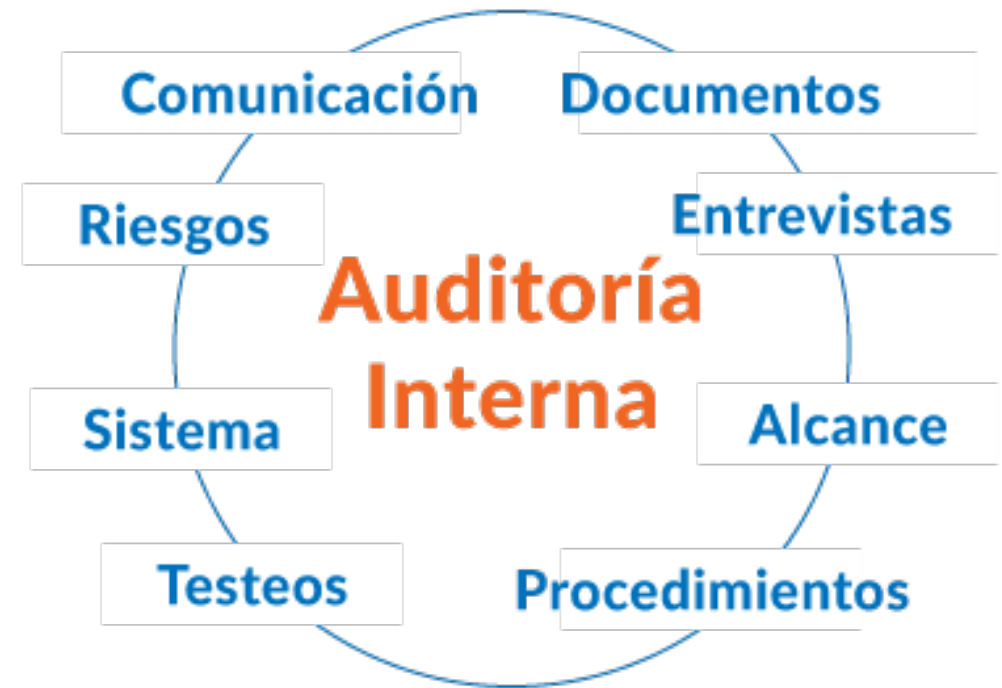 Comunicación
Documentos
Riesgos
Entrevistas
Auditoría
Interna
Sistema
Alcance
Testeos
Procedimientos